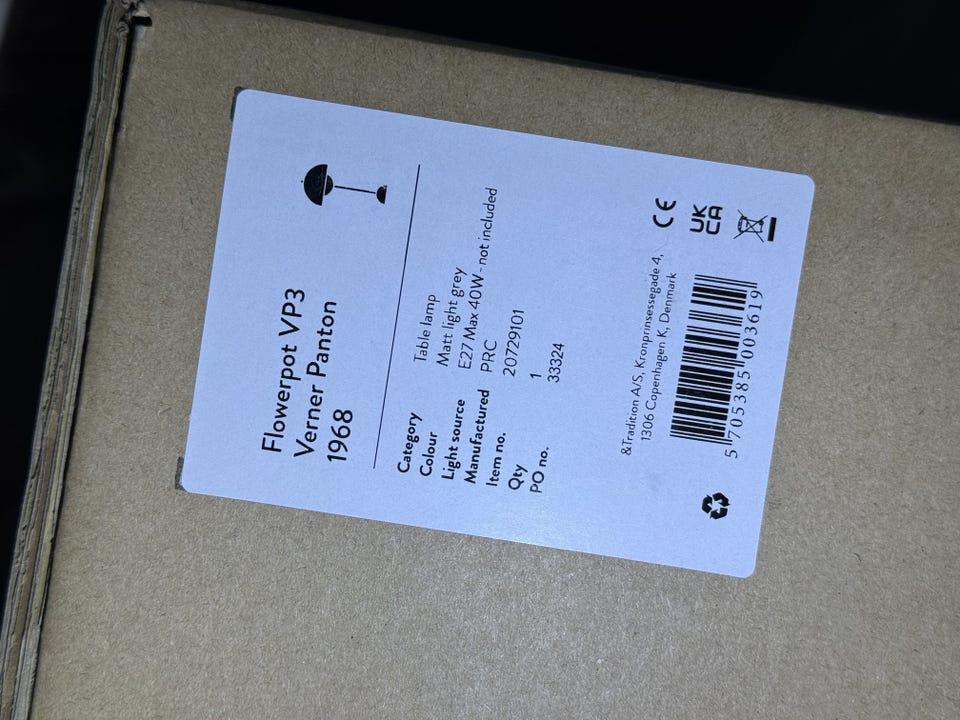 Flowerpot VP3
Verner Panton
1968
Category Table lamp
Colour Matt light grey
Light source E27 Max 40W - not included
Manufactured PRC
Item no. 20729101
Qty 1
PO no. 33324
&Tradition A/S, Kronprinsessegade 4,
1306 Copenhagen K, Denmark
CE
UK
CA
5 705385 003619